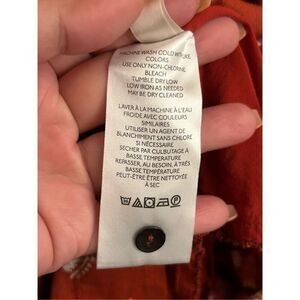 MACHINE WASH COLD W/LIKE
COLORS
USE ONLY NON-CHLORINE
BLEACH
TUMBLE DRY LOW
LOW IRON AS NEEDED
MAY BE DRY CLEANED
LAVER À LA MACHINE À L'EAU
FROIDE AVEC COULEURS
SIMILAIRES
UTILISER UN AGENT DE
BLANCHIMENT SANS CHLORE
SI NÉCESSAIRE
SECHER PAR CULBUTAGE À
BASSE TEMPÉRATURE
REPASSER, AU BESOIN, À TRÈS
BASSE TEMPÉRATURE
PEUT-ÊTRE ÊTRE NETTOYÉE
À SEC